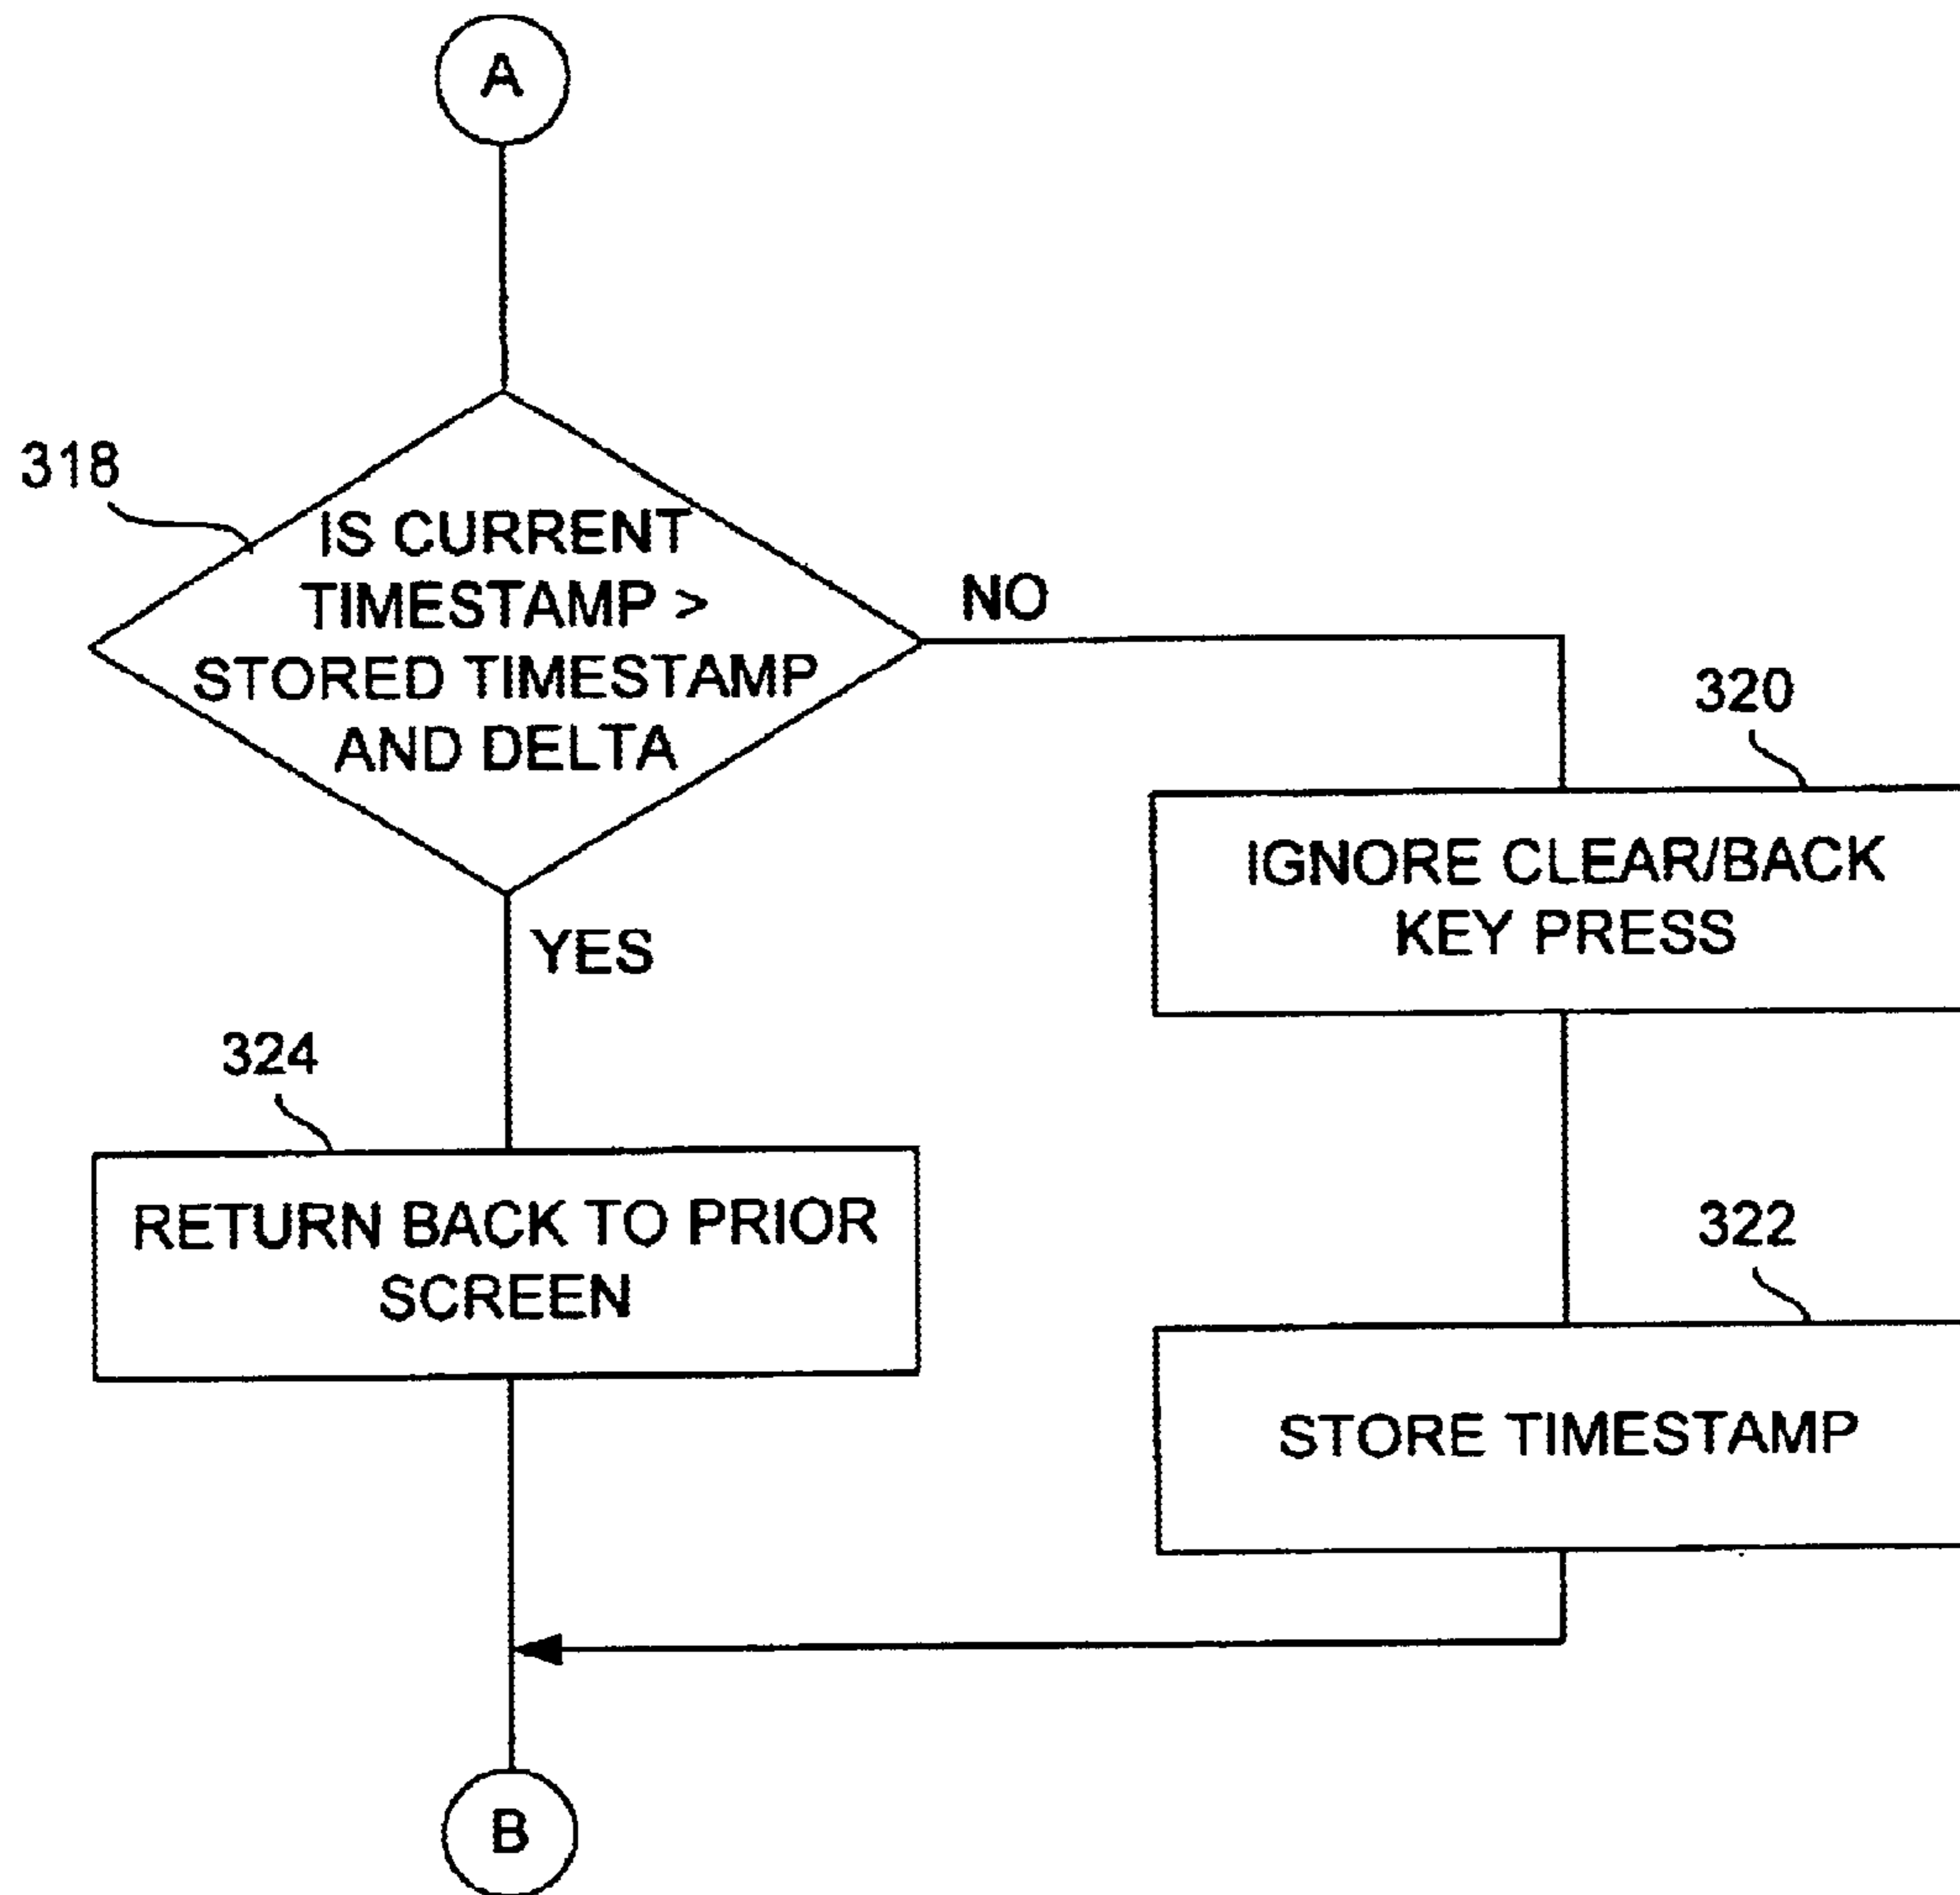 A
318
IS CURRENT
TIMESTAMP >
STORED TIMESTAMP
AND DELTA
NO
YES
320
IGNORE CLEAR/BACK
KEY PRESS
324
RETURN BACK TO PRIOR
SCREEN
322
STORE TIMESTAMP
B